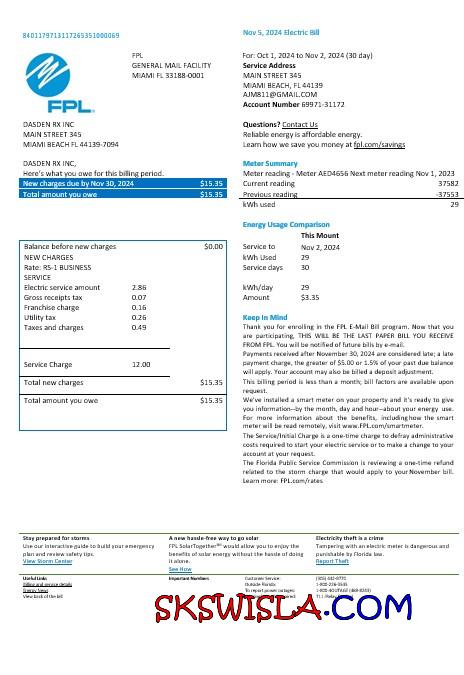 8401179713117265351000069
Nov 5, 2024 Electric Bill
FPL
GENERAL MAIL FACILITY
MIAMI FL 33188-0001
FPL.
For: Oct 1, 2024 to Nov 2, 2024 (30 day)
Service Address
MAIN STREET 345
MIAMI BEACH, FL 44139
AJM811@GMAIL.COM
Account Number 69971-31172
DASDEN RX INC
MAIN STREET 345
MIAMI BEACH FL 44139-7094
Questions? Contact Us
Reliable energy is affordable energy.
Learn how we save you money at fpl.com/savings
DASDEN RX INC,
Here's what you owe for this billing period.
New charges due by Nov 30, 2024 $15.35
Total amount you owe $15.35
Meter Summary
Meter reading - Meter AED4656 Next meter reading Nov 1, 2023
Current reading 37582
Previous reading -37553
kWh used 29
Energy Usage Comparison
This Mount
Service to Nov 2, 2024
kWh Used 29
Service days 30
kWh/day 29
Amount $3.35
Balance before new charges $0.00
NEW CHARGES
Rate: RS-1 BUSINESS
SERVICE
Electric service amount 2.86
Gross receipts tax 0.07
Franchise charge 0.16
Utility tax 0.26
Taxes and charges 0.49
Service Charge 12.00
Total new charges $15.35
Total amount you owe $15.35
Keep In Mind
Thank you for enrolling in the FPL E-Mail Bill program. Now that you
are participating, THIS WILL BE THE LAST PAPER BILL YOU RECEIVE
FROM FPL. You will be notified of future bills by e-mail.
Payments received after November 30, 2024 are considered late; a late
payment charge, the greater of $5.00 or 1.5% of your past due balance
will apply. Your account may also be billed a deposit adjustment.
This billing period is less than a month; bill factors are available upon
request.
We've installed a smart meter on your property and it's ready to give
you information--by the month, day and hour--about your energy use.
For more information about the benefits, including how the smart
meter will be read remotely, visit www.FPL.com/smartmeter.
The Service/Initial Charge is a one-time charge to defray administrative
costs required to start your electric service or to make a change to your
account at your request.
The Florida Public Service Commission is reviewing a one-time refund
related to the storm charge that would apply to your November bill.
Learn more: FPL.com/rates
Stay prepared for storms
Use our interactive guide to build your emergency
plan and review safety tips.
View Storm Center
A new hassle-free way to go solar
FPL SolarTogether℠ would allow you to enjoy the
benefits of solar energy without the hassle of doing
it alone.
See How
Electricity theft is a crime
Tampering with an electric meter is dangerous and
punishable by Florida law.
Report Theft
Useful Links
Billing and service details
Energy News
View back of the bill
Important Numbers
Customer Service:
Outside Florida:
To report power outages:
SKSWISLA.COM